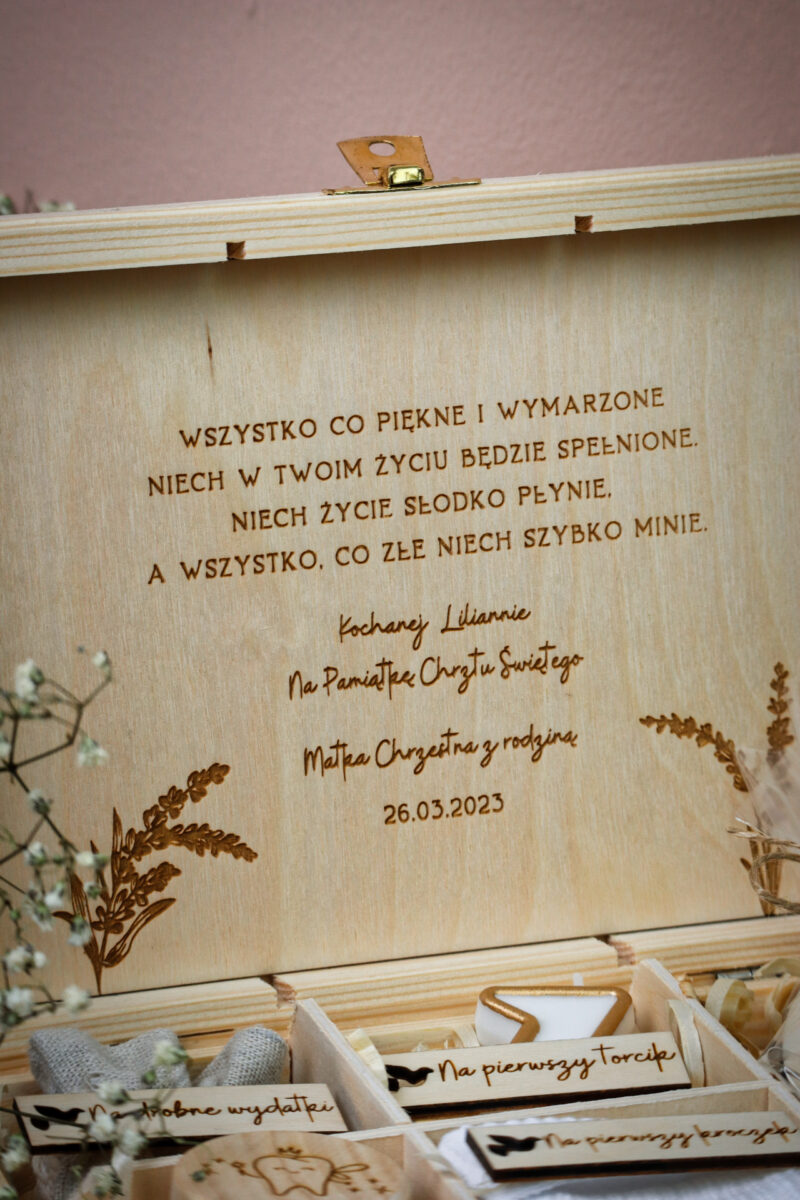 WSZYSTKO CO PIĘKNE I WYMARZONE
NIECH W TWOIM ŻYCIU BĘDZIE SPEŁNIONE.
NIECH ŻYCIE SŁODKO PŁYNIE,
A WSZYSTKO, CO ZŁE NIECH SZYBKO MINIE.
Kochanej Liliannie
Na Pamiątkę Chrztu Świętego
Matka Chrzestna z rodziną
26.03.2023
Na pierwszy torcik
Na drobne wydatki
Na pierwszy